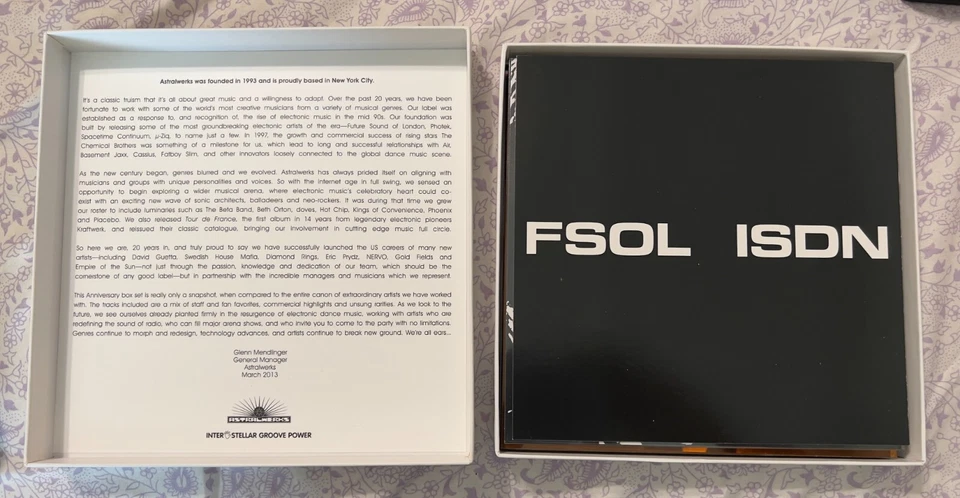 Astralwerks was founded in 1993 and is proudly based in New York City.
It's a classic truism that it's all about great music and a willingness to adapt. Over the past 20 years, we have been
fortunate to work with some of the world's most creative musicians from a variety of musical genres. Our label was
established as a response to, and recognition of, the rise of electronic music in the mid 90s. Our foundation was
built by releasing some of the most groundbreaking electronic artists of the era—Future Sound of London, Photek,
Spacetime Continuum, µ-Ziq, to name just a few. In 1997, the growth and commercial success of rising stars The
Chemical Brothers was something of a milestone for us, which lead to long and successful relationships with Air,
Basement Jaxx, Cassius, Fatboy Slim, and other innovators loosely connected to the global dance music scene.
As the new century began, genres blurred and we evolved. Astralwerks has always prided itself on aligning with
musicians and groups with unique personalities and voices. So with the internet age in full swing, we sensed an
opportunity to begin exploring a wider musical arena, where electronic music's celebratory heart could co-
exist with an exciting new wave of sonic architects, balladeers and neo-rockers. It was during that time we grew
our roster to include luminaries such as The Beta Band, Beth Orton, doves, Hot Chip, Kings of Convenience, Phoenix
and Placebo. We also released Tour de France, the first album in 14 years from legendary electronic pioneers
Kraftwerk, and reissued their classic catalogue, bringing our involvement in cutting edge music full circle.
So here we are, 20 years in, and truly proud to say we have successfully launched the US careers of many new
artists—including David Guetta, Swedish House Mafia, Diamond Rings, Eric Prydz, NERVO, Gold Fields and
Empire of the Sun—not just through the passion, knowledge and dedication of our team, which should be the
cornerstone of any good label—but in partnership with the incredible managers and musicians which we represent.
This Anniversary box set is really only a snapshot, when compared to the entire canon of extraordinary artists we have worked
with. The tracks included are a mix of staff and fan favorites, commercial highlights and unsung rarities. As we look to the
future, we see ourselves already planted firmly in the resurgence of electronic dance music, working with artists who are
redefining the sound of radio, who can fill major arena shows, and who invite you to come to the party with no limitations.
Genres continue to morph and redesign, technology advances, and artists continue to break new ground. We're all ears...
Glenn Mendlinger
General Manager
Astralwerks
March 2013
ASTRALWERKS
INTER STELLAR GROOVE POWER
FSOL ISDN